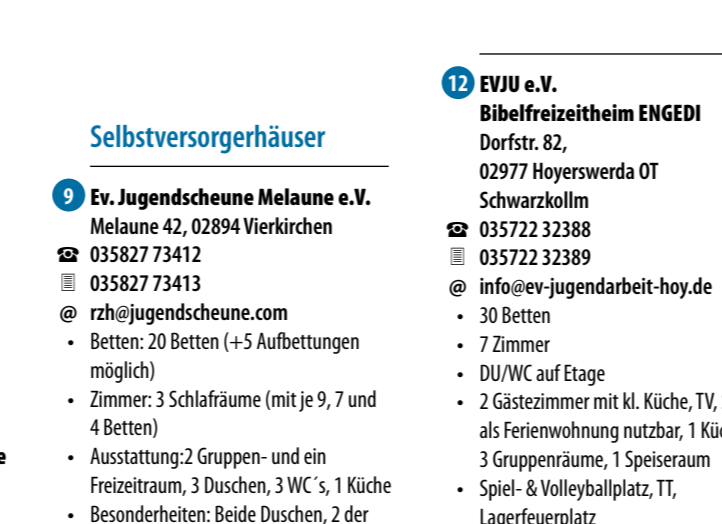 Selbstversorgerhäuser
9 Ev. Jugendscheune Melaune e.V.
Melaune 42, 02894 Vierkirchen
☎ 035827 73412
035827 73413
@ rzh@jugendscheune.com
• Betten: 20 Betten (+5 Aufbettungen
möglich)
• Zimmer: 3 Schlafräume (mit je 9, 7 und
4 Betten)
• Ausstattung:2 Gruppen- und ein
Freizeitraum, 3 Duschen, 3 WC´s, 1 Küche
• Besonderheiten: Beide Duschen, 2 der
12 EVJU e.V.
Bibelfreizeitheim ENGEDI
Dorfstr. 82,
02977 Hoyerswerda OT
Schwarzkollm
☎ 035722 32388
035722 32389
@ info@ev-jugendarbeit-hoy.de
• 30 Betten
• 7 Zimmer
• DU/WC auf Etage
• 2 Gästezimmer mit kl. Küche, TV,
als Ferienwohnung nutzbar, 1
3 Gruppenräume, 1 Speiseraum
• Spiel- & Volleyballplatz, TT,
Lagerfeuerplatz